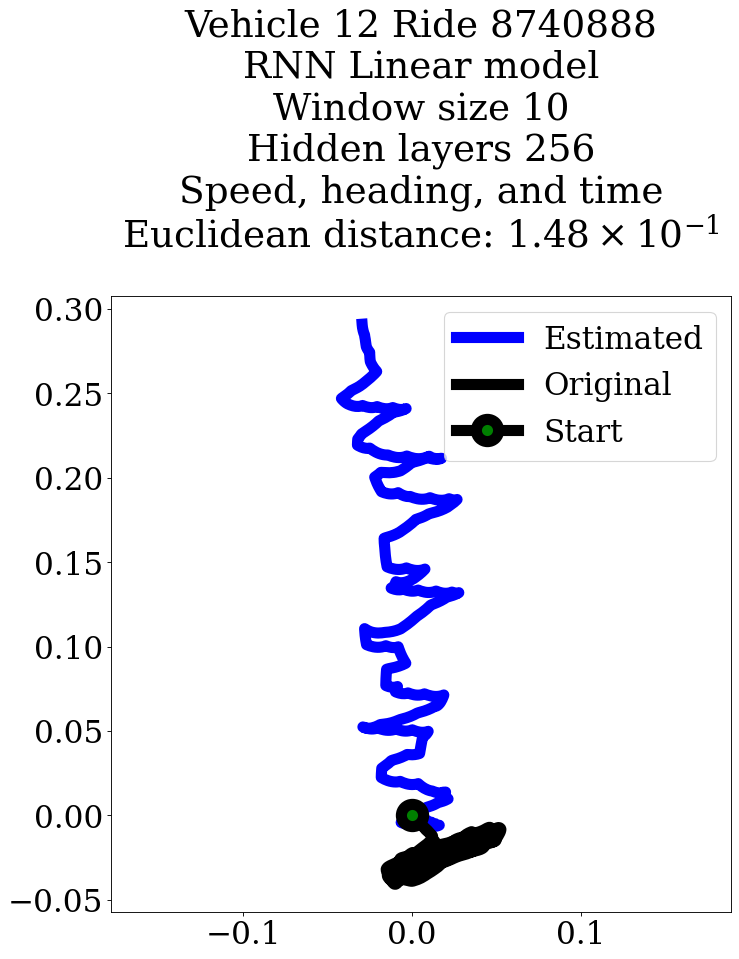 Vehicle 12 Ride 8740888
RNN Linear model
Window size 10
Hidden layers 256
Speed, heading, and time
Euclidean distance: 1.48 × 10⁻¹
0.30
0.25
0.20
0.15
0.10
0.05
0.00
−0.05
Estimated
Original
Start
−0.1
0.0
0.1